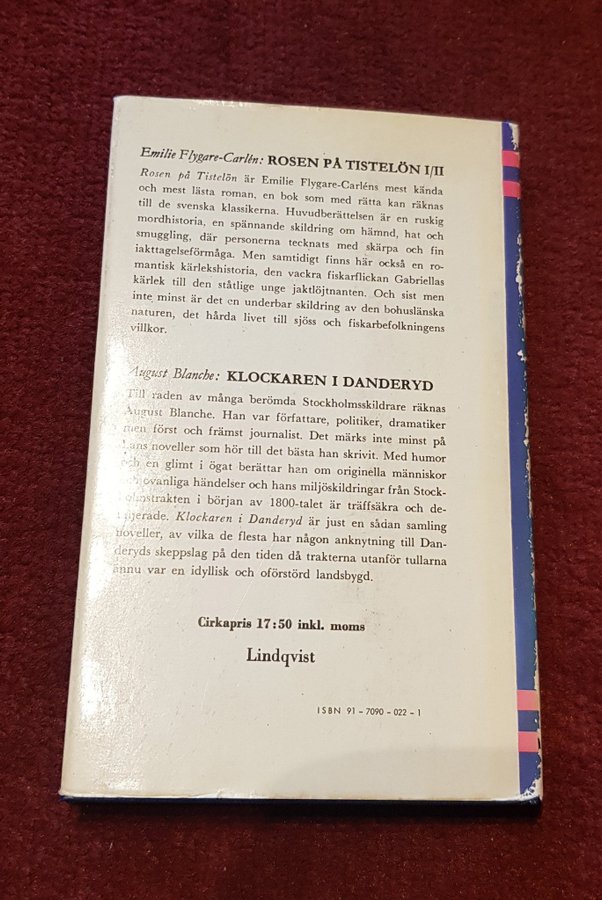 Emilie Flygare-Carlén: ROSEN PÅ TISTELÖN I/II
Rosen på Tistelön är Emilie Flygare-Carléns mest kända
och mest lästa roman, en bok som med rätta kan räknas
till de svenska klassikerna. Huvudberättelsen är en ruskig
mordhistoria, en spännande skildring om hämnd, hat och
smuggling, där personerna tecknats med skärpa och fin
iakttagelseförmåga. Men samtidigt finns här också en ro-
mantisk kärlekshistoria, den vackra fiskarflickan Gabriellas
kärlek till den ståtlige unge jaktlöjtnanten. Och sist men
inte minst är det en underbar skildring av den bohuslänska
naturen, det hårda livet till sjöss och fiskarbefolkningens
villkor.
August Blanche: KLOCKAREN I DANDERYD
Till raden av många berömda Stockholmsskildrare räknas
August Blanche. Han var författare, politiker, dramatiker
men först och främst journalist. Det märks inte minst på
hans noveller som hör till det bästa han skrivit. Med humor
och en glimt i ögat berättar han om originella människor
och ovanliga händelser och hans miljöskildringar från Stock-
holmstrakten i början av 1800-talet är träffsäkra och de-
taljerade. Klockaren i Danderyd är just en sådan samling
noveller, av vilka de flesta har någon anknytning till Dan-
deryds skeppslag på den tiden då trakterna utanför tullarna
ännu var en idyllisk och oförstörd landsbygd.
Cirkapris 17:50 inkl. moms
Lindqvist
ISBN 91-7090-022-1